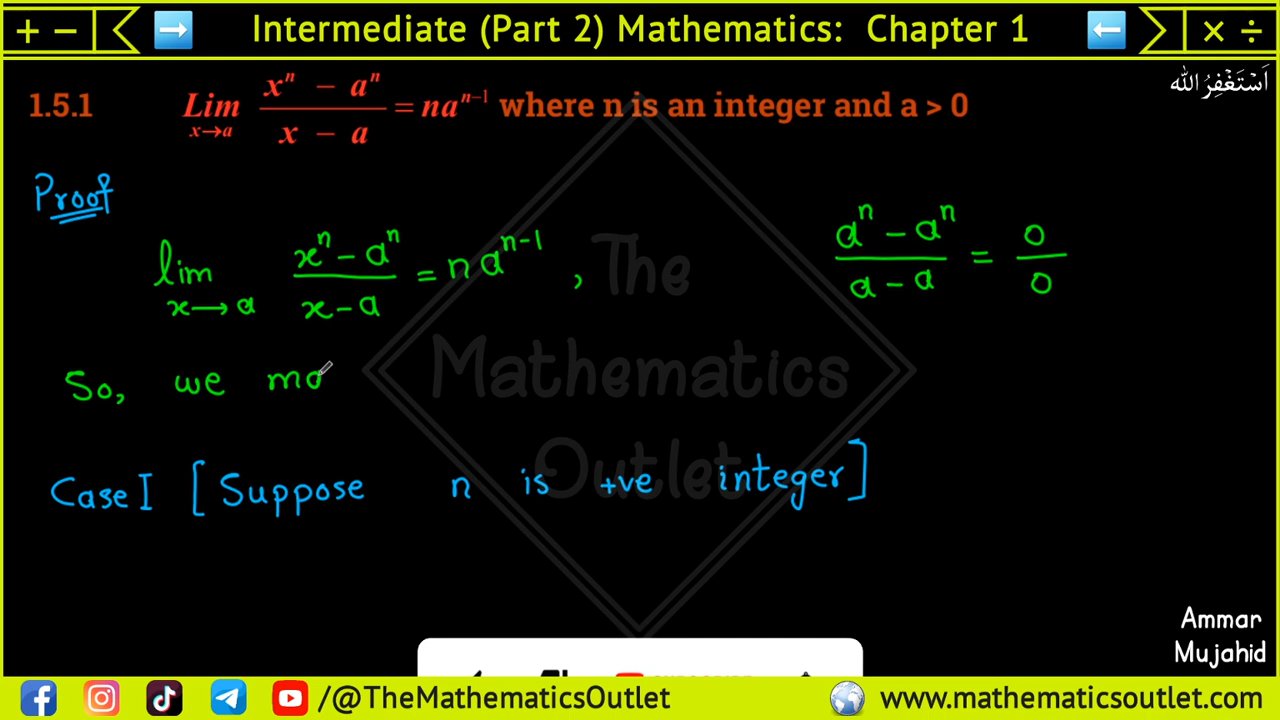 + − Intermediate (Part 2) Mathematics: Chapter 1 × ÷
اَسْتَغْفِرُ اللّٰه
1.5.1 Lim x→a (xⁿ − aⁿ)/(x − a) = naⁿ⁻¹ where n is an integer and a > 0
Proof
lim x→a (xⁿ − aⁿ)/(x − a) = n aⁿ⁻¹ , (aⁿ − aⁿ)/(a − a) = 0/0
So, we mo
Case I [Suppose n is +ve integer]
The
Mathematics
Outlet
Ammar
Mujahid
/@TheMathematicsOutlet www.mathematicsoutlet.com